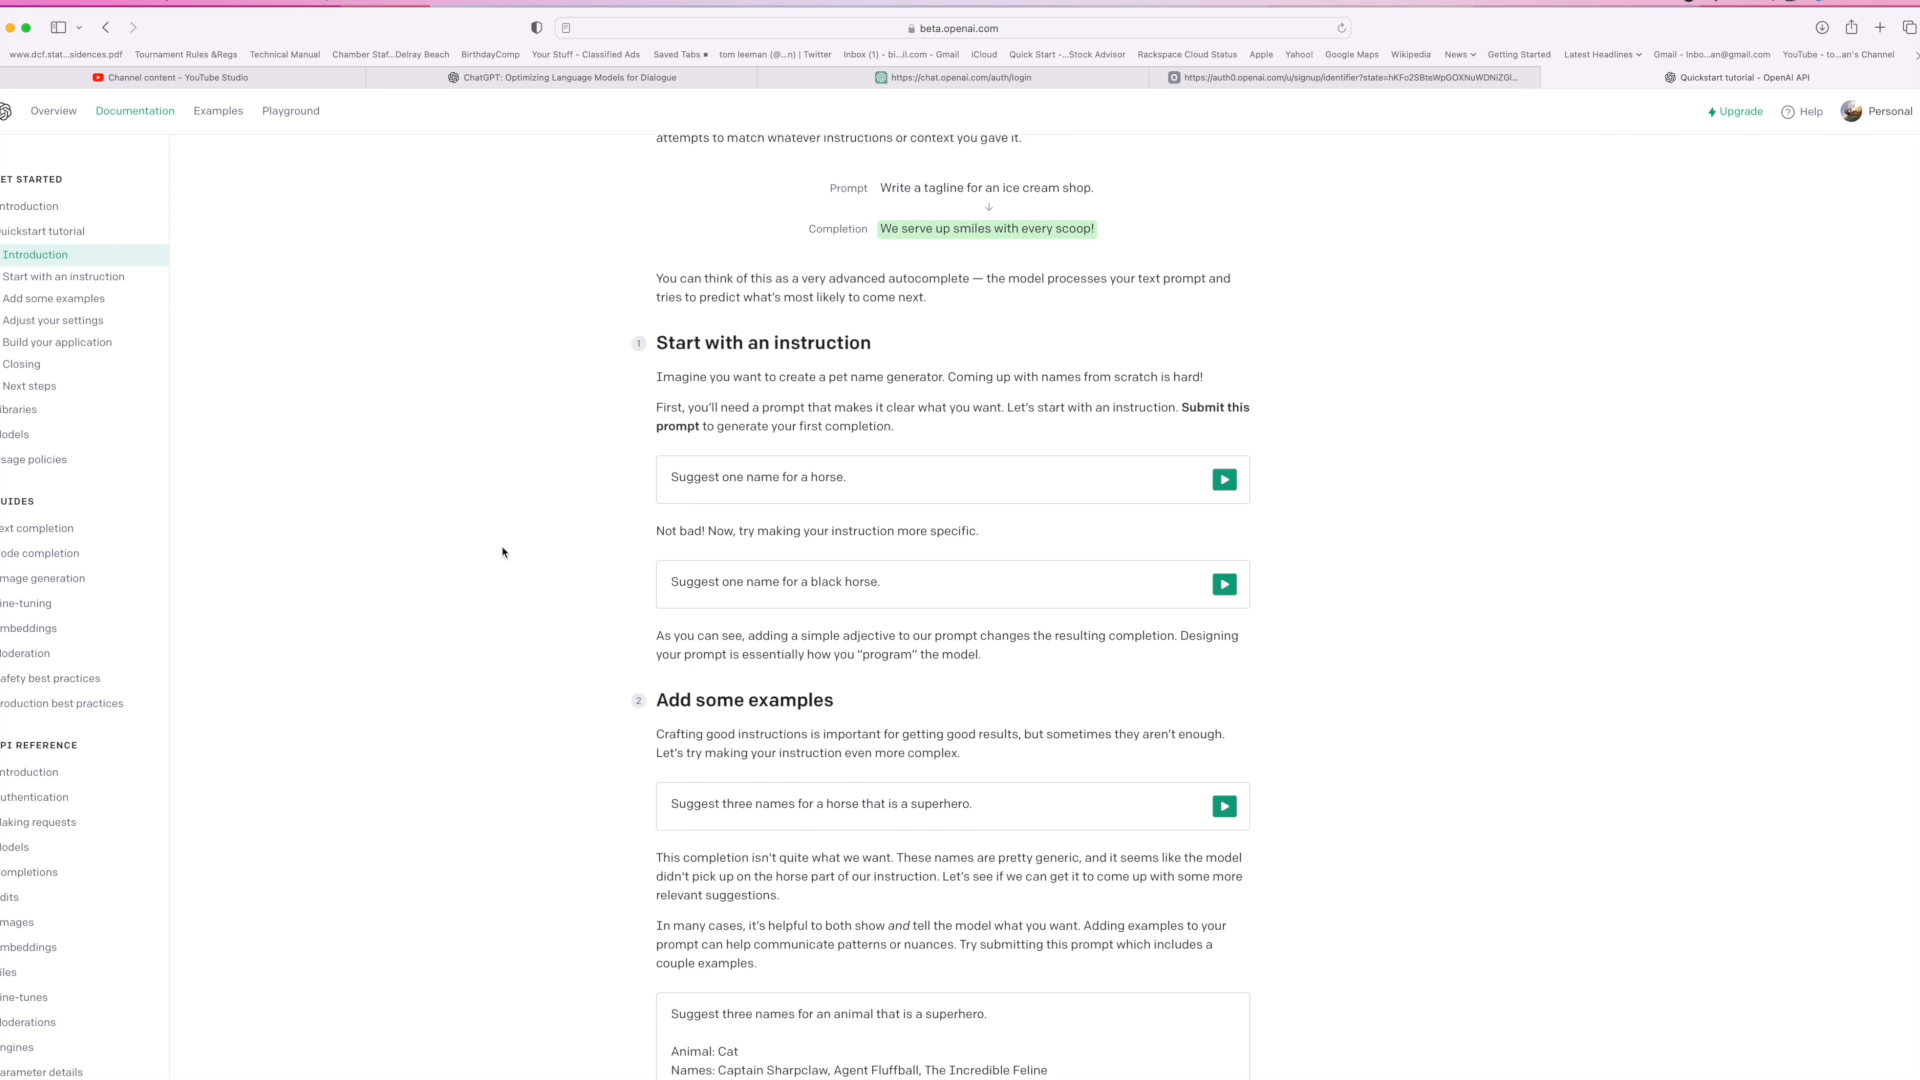 beta.openai.com
www.dcf.stat...sidences.pdf Tournament Rules &Regs Technical Manual Chamber Staf...Delray Beach BirthdayComp Your Stuff - Classified Ads Saved Tabs tom leeman (@...n) | Twitter Inbox (1) - bi...il.com - Gmail iCloud Quick Start -...Stock Advisor Rackspace Cloud Status Apple Yahoo! Google Maps Wikipedia News Getting Started Latest Headlines Gmail - Inbo...an@gmail.com YouTube - to...an's Channel
Channel content - YouTube Studio ChatGPT: Optimizing Language Models for Dialogue https://chat.openai.com/auth/login Quickstart tutorial - OpenAI API
Overview Documentation Examples Playground Upgrade Help Personal
attempts to match whatever instructions or context you gave it.
Prompt Write a tagline for an ice cream shop.
Completion We serve up smiles with every scoop!
You can think of this as a very advanced autocomplete — the model processes your text prompt and
tries to predict what's most likely to come next.
1 Start with an instruction
Imagine you want to create a pet name generator. Coming up with names from scratch is hard!
First, you'll need a prompt that makes it clear what you want. Let's start with an instruction. Submit this
prompt to generate your first completion.
Suggest one name for a horse.
Not bad! Now, try making your instruction more specific.
Suggest one name for a black horse.
As you can see, adding a simple adjective to our prompt changes the resulting completion. Designing
your prompt is essentially how you “program” the model.
2 Add some examples
Crafting good instructions is important for getting good results, but sometimes they aren't enough.
Let's try making your instruction even more complex.
Suggest three names for a horse that is a superhero.
This completion isn't quite what we want. These names are pretty generic, and it seems like the model
didn't pick up on the horse part of our instruction. Let's see if we can get it to come up with some more
relevant suggestions.
In many cases, it's helpful to both show and tell the model what you want. Adding examples to your
prompt can help communicate patterns or nuances. Try submitting this prompt which includes a
couple examples.
Suggest three names for an animal that is a superhero.
Animal: Cat
Names: Captain Sharpclaw, Agent Fluffball, The Incredible Feline
ET STARTED
ntroduction
uickstart tutorial
Introduction
Start with an instruction
Add some examples
Adjust your settings
Build your application
Closing
Next steps
ibraries
odels
sage policies
UIDES
ext completion
ode completion
mage generation
ine-tuning
mbeddings
oderation
afety best practices
roduction best practices
PI REFERENCE
ntroduction
uthentication
aking requests
odels
ompletions
dits
mages
mbeddings
iles
ine-tunes
oderations
ngines
arameter details